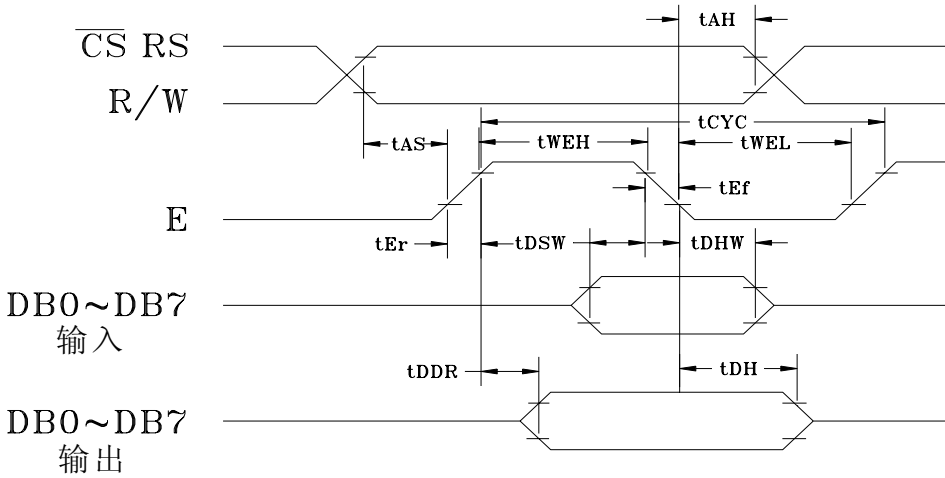 tAH
C̅S̅ RS
R/W
tCYC
tAS
tWEH
tWEL
E
tEf
tEr
tDSW
tDHW
DB0~DB7
输入
tDDR
tDH
DB0~DB7
输出